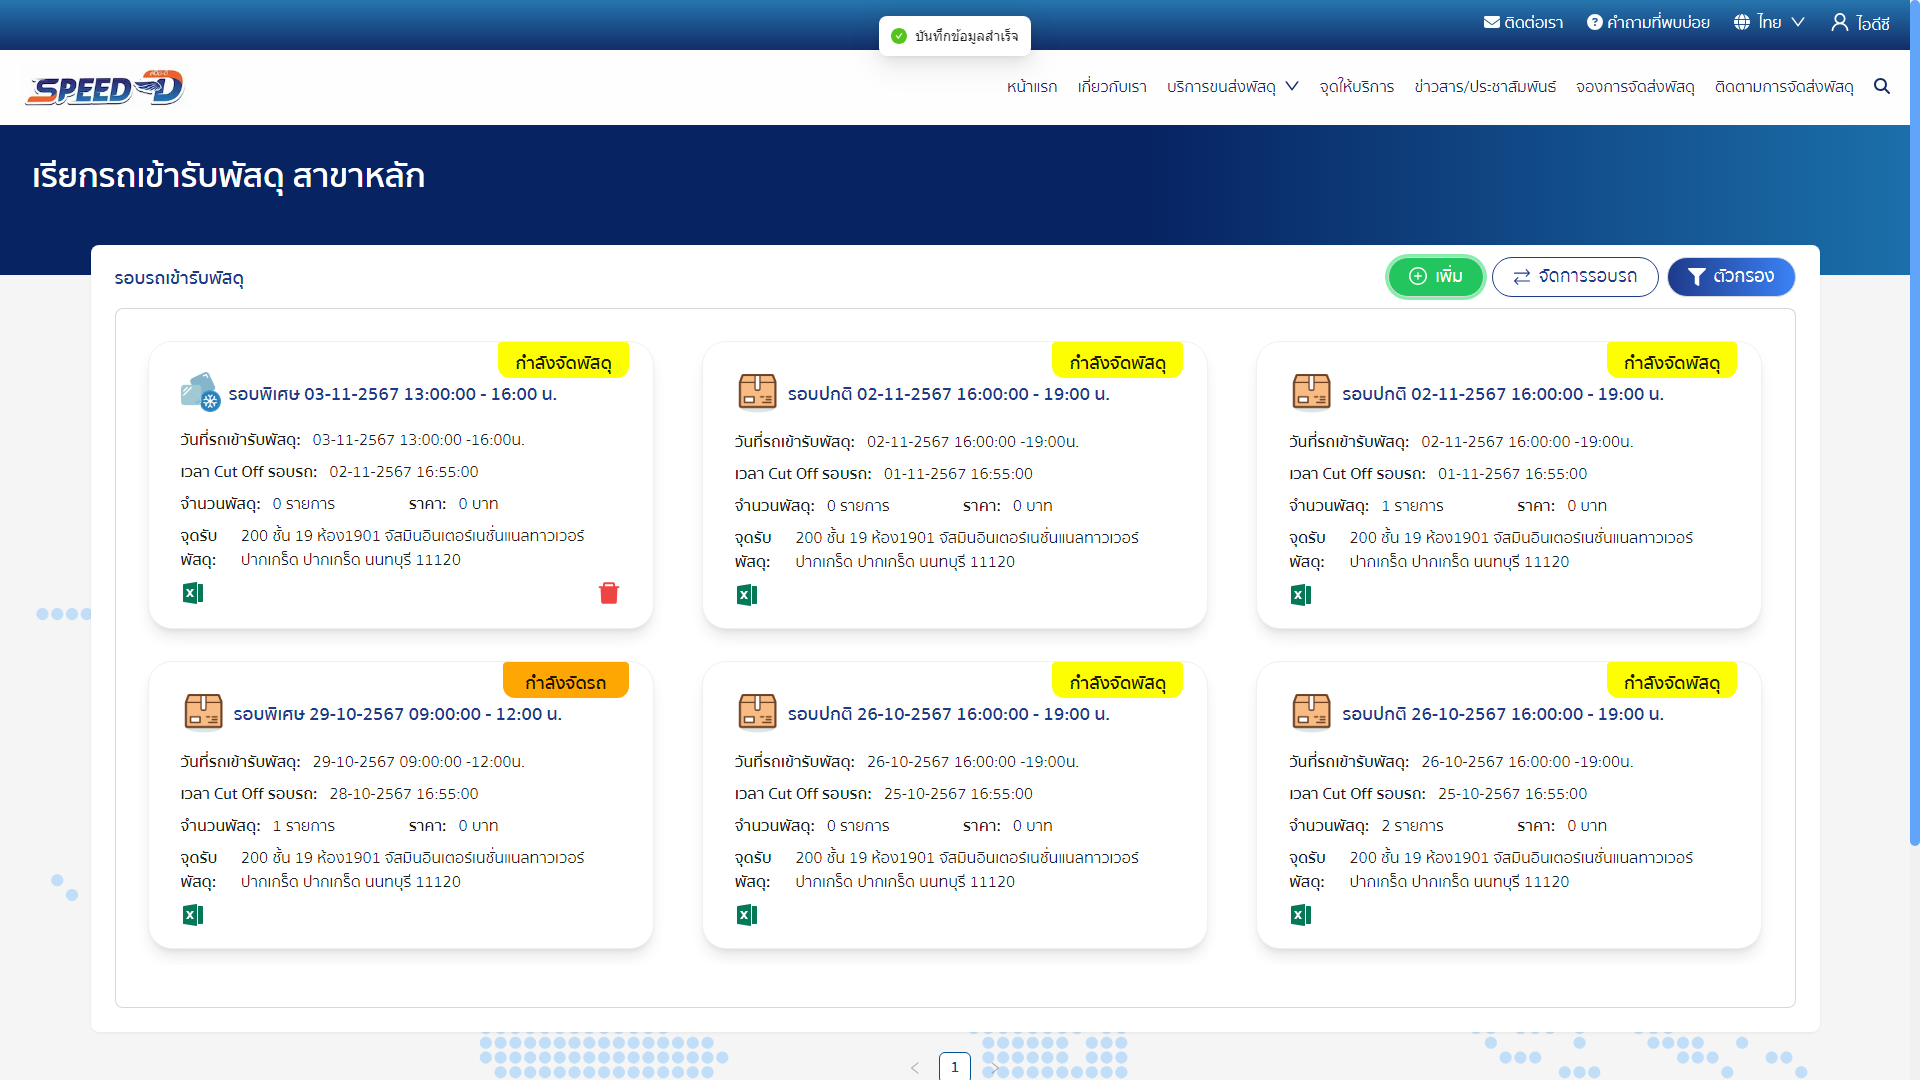 ติดต่อเรา คำถามที่พบบ่อย ไทย ไอดีซี
บันทึกข้อมูลสำเร็จ
SPEED-D
หน้าแรก เกี่ยวกับเรา บริการขนส่งพัสดุ จุดให้บริการ ข่าวสาร/ประชาสัมพันธ์ จองการจัดส่งพัสดุ ติดตามการจัดส่งพัสดุ
เรียกรถเข้ารับพัสดุ สาขาหลัก
รอบรถเข้ารับพัสดุ
เพิ่ม จัดการรอบรถ ตัวกรอง
กำลังจัดพัสดุ
รอบพิเศษ 03-11-2567 13:00:00 - 16:00 น.
วันที่รถเข้ารับพัสดุ: 03-11-2567 13:00:00 -16:00น.
เวลา Cut Off รอบรถ: 02-11-2567 16:55:00
จำนวนพัสดุ: 0 รายการ ราคา: 0 บาท
จุดรับพัสดุ: 200 ชั้น 19 ห้อง1901 จัสมินอินเตอร์เนชั่นแนลทาวเวอร์
ปากเกร็ด ปากเกร็ด นนทบุรี 11120
กำลังจัดพัสดุ
รอบปกติ 02-11-2567 16:00:00 - 19:00 น.
วันที่รถเข้ารับพัสดุ: 02-11-2567 16:00:00 -19:00น.
เวลา Cut Off รอบรถ: 01-11-2567 16:55:00
จำนวนพัสดุ: 0 รายการ ราคา: 0 บาท
จุดรับพัสดุ: 200 ชั้น 19 ห้อง1901 จัสมินอินเตอร์เนชั่นแนลทาวเวอร์
ปากเกร็ด ปากเกร็ด นนทบุรี 11120
กำลังจัดพัสดุ
รอบปกติ 02-11-2567 16:00:00 - 19:00 น.
วันที่รถเข้ารับพัสดุ: 02-11-2567 16:00:00 -19:00น.
เวลา Cut Off รอบรถ: 01-11-2567 16:55:00
จำนวนพัสดุ: 1 รายการ ราคา: 0 บาท
จุดรับพัสดุ: 200 ชั้น 19 ห้อง1901 จัสมินอินเตอร์เนชั่นแนลทาวเวอร์
ปากเกร็ด ปากเกร็ด นนทบุรี 11120
กำลังจัดรถ
รอบพิเศษ 29-10-2567 09:00:00 - 12:00 น.
วันที่รถเข้ารับพัสดุ: 29-10-2567 09:00:00 -12:00น.
เวลา Cut Off รอบรถ: 28-10-2567 16:55:00
จำนวนพัสดุ: 1 รายการ ราคา: 0 บาท
จุดรับพัสดุ: 200 ชั้น 19 ห้อง1901 จัสมินอินเตอร์เนชั่นแนลทาวเวอร์
ปากเกร็ด ปากเกร็ด นนทบุรี 11120
กำลังจัดพัสดุ
รอบปกติ 26-10-2567 16:00:00 - 19:00 น.
วันที่รถเข้ารับพัสดุ: 26-10-2567 16:00:00 -19:00น.
เวลา Cut Off รอบรถ: 25-10-2567 16:55:00
จำนวนพัสดุ: 0 รายการ ราคา: 0 บาท
จุดรับพัสดุ: 200 ชั้น 19 ห้อง1901 จัสมินอินเตอร์เนชั่นแนลทาวเวอร์
ปากเกร็ด ปากเกร็ด นนทบุรี 11120
กำลังจัดพัสดุ
รอบปกติ 26-10-2567 16:00:00 - 19:00 น.
วันที่รถเข้ารับพัสดุ: 26-10-2567 16:00:00 -19:00น.
เวลา Cut Off รอบรถ: 25-10-2567 16:55:00
จำนวนพัสดุ: 2 รายการ ราคา: 0 บาท
จุดรับพัสดุ: 200 ชั้น 19 ห้อง1901 จัสมินอินเตอร์เนชั่นแนลทาวเวอร์
ปากเกร็ด ปากเกร็ด นนทบุรี 11120
1